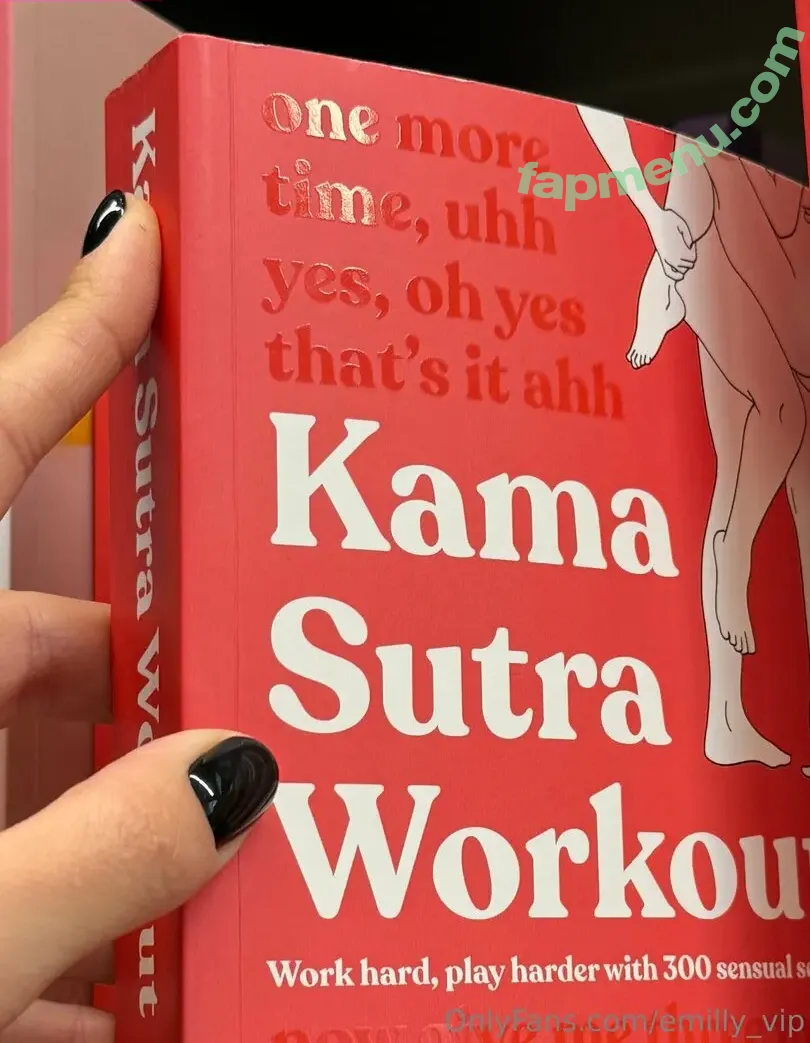 one more
time, uhh
yes, oh yes
that's it ahh
Kama
Sutra
Workou
Work hard, play harder with 300 sensual
fapmenu.com
OnlyFans.com/emilly_vip